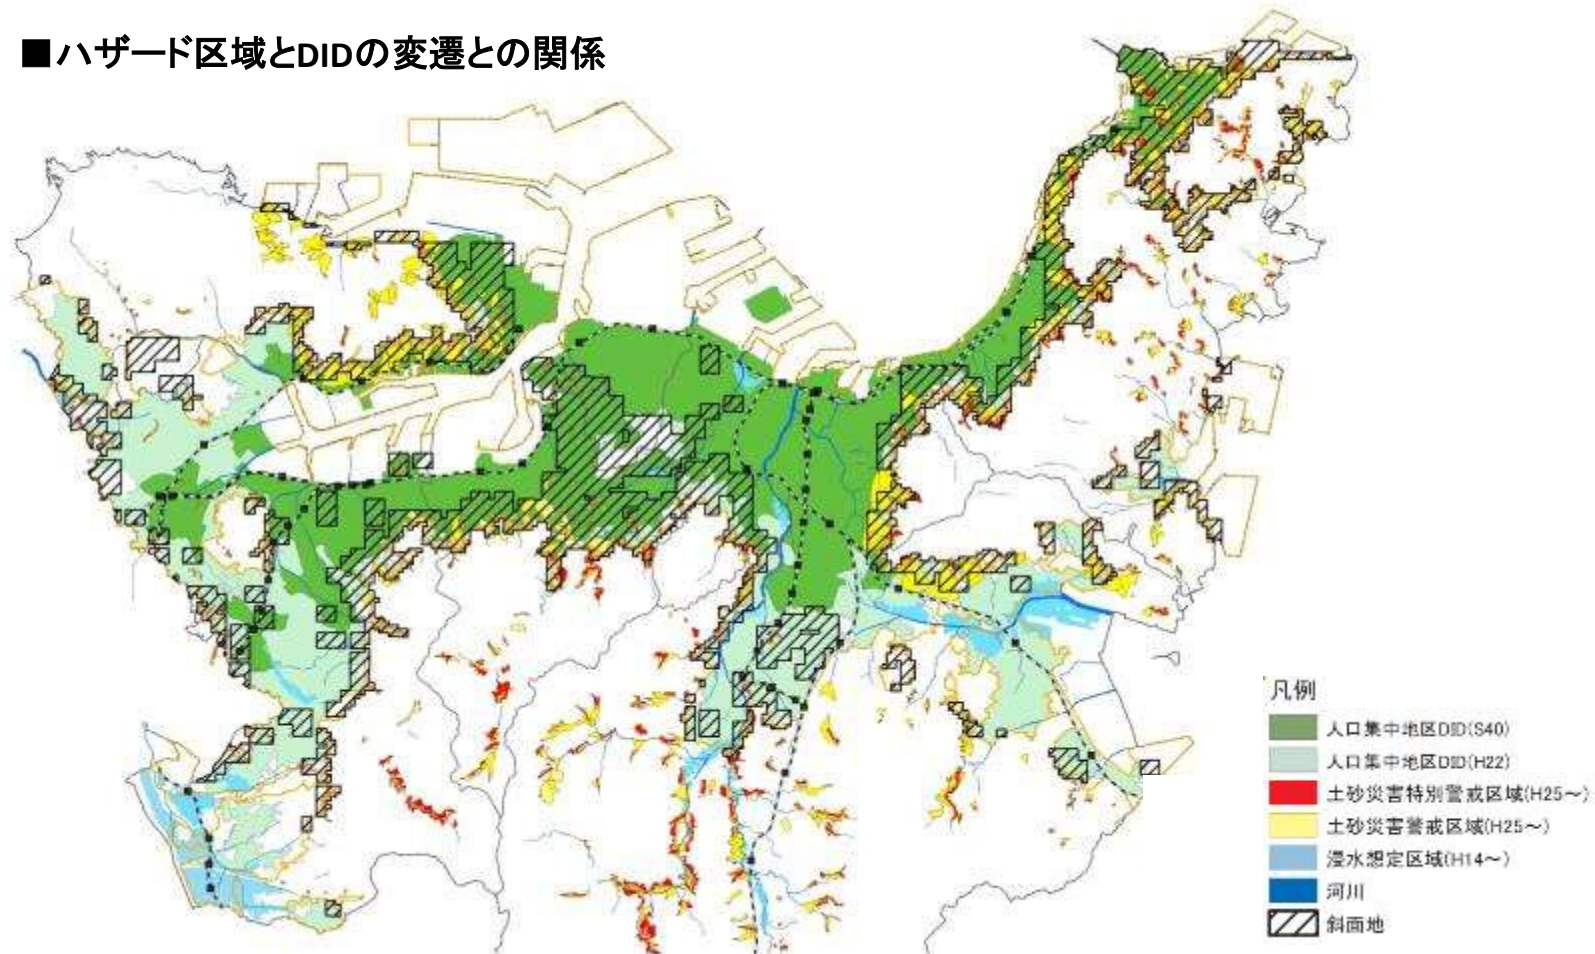 ■ハザード区域とDIDの変遷との関係
凡例
人口集中地区DID(S40)
人口集中地区DID(H22)
土砂災害特別警戒区域(H25～)
土砂災害警戒区域(H25～)
浸水想定区域(H14～)
河川
斜面地